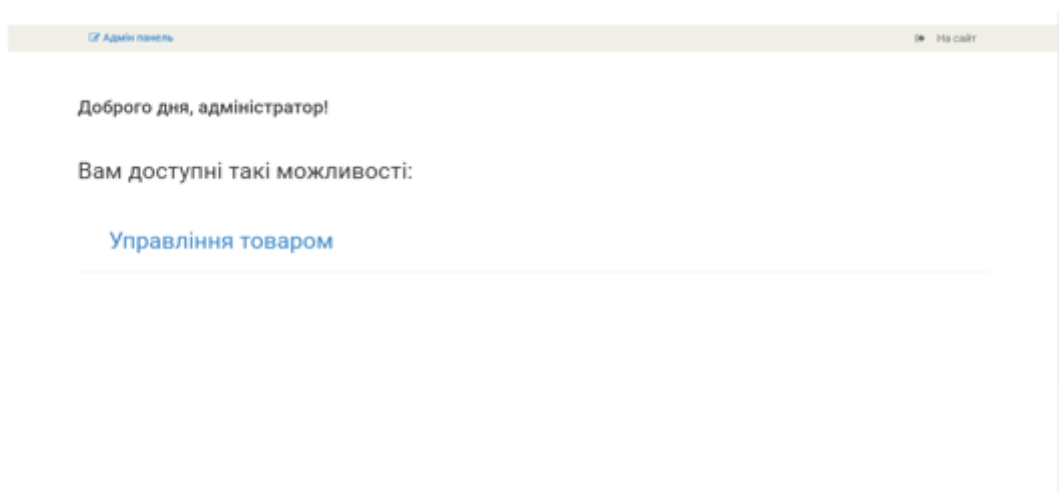 Адмін панель На сайт
Доброго дня, адміністратор!
Вам доступні такі можливості:
Управління товаром